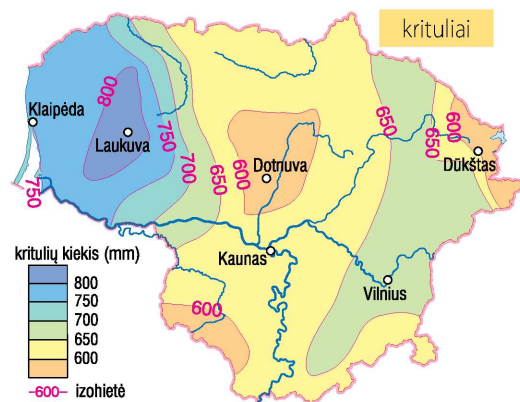 krituliai
Klaipėda
800
Laukuva
750
700
650
600
Dotnuva
650
650
600
Dūkštas
750
Kaunas
Vilnius
600
kritulių kiekis (mm)
800
750
700
650
600
-600- izohietė